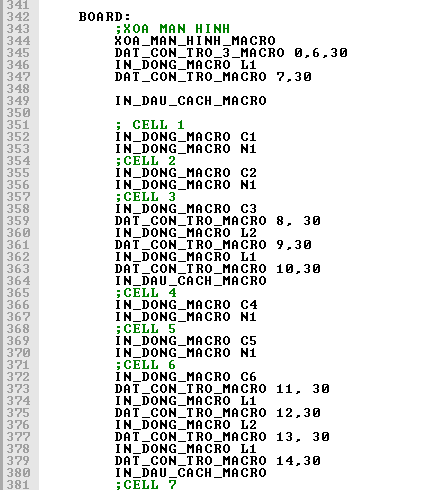 341
342 BOARD:
343 ;XOA MAN HINH
344 XOA_MAN_HINH_MACRO
345 DAT_CON_TRO_3_MACRO 0,6,30
346 IN_DONG_MACRO L1
347 DAT_CON_TRO_MACRO 7,30
348
349 IN_DAU_CACH_MACRO
350
351 ; CELL 1
352 IN_DONG_MACRO C1
353 IN_DONG_MACRO N1
354 ;CELL 2
355 IN_DONG_MACRO C2
356 IN_DONG_MACRO N1
357 ;CELL 3
358 IN_DONG_MACRO C3
359 DAT_CON_TRO_MACRO 8, 30
360 IN_DONG_MACRO L2
361 DAT_CON_TRO_MACRO 9,30
362 IN_DONG_MACRO L1
363 DAT_CON_TRO_MACRO 10,30
364 IN_DAU_CACH_MACRO
365 ;CELL 4
366 IN_DONG_MACRO C4
367 IN_DONG_MACRO N1
368 ;CELL 5
369 IN_DONG_MACRO C5
370 IN_DONG_MACRO N1
371 ;CELL 6
372 IN_DONG_MACRO C6
373 DAT_CON_TRO_MACRO 11, 30
374 IN_DONG_MACRO L1
375 DAT_CON_TRO_MACRO 12,30
376 IN_DONG_MACRO L2
377 DAT_CON_TRO_MACRO 13, 30
378 IN_DONG_MACRO L1
379 DAT_CON_TRO_MACRO 14,30
380 IN_DAU_CACH_MACRO
381 ;CELL 7